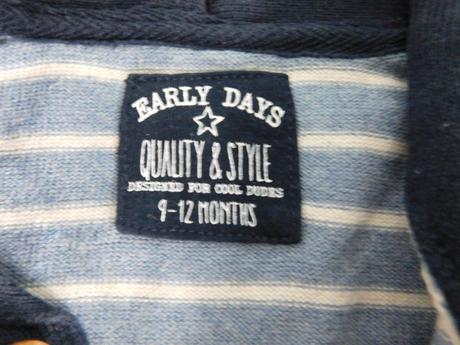 EARLY DAYS
QUALITY & STYLE
DESIGNED FOR COOL DUDES
9-12 MONTHS